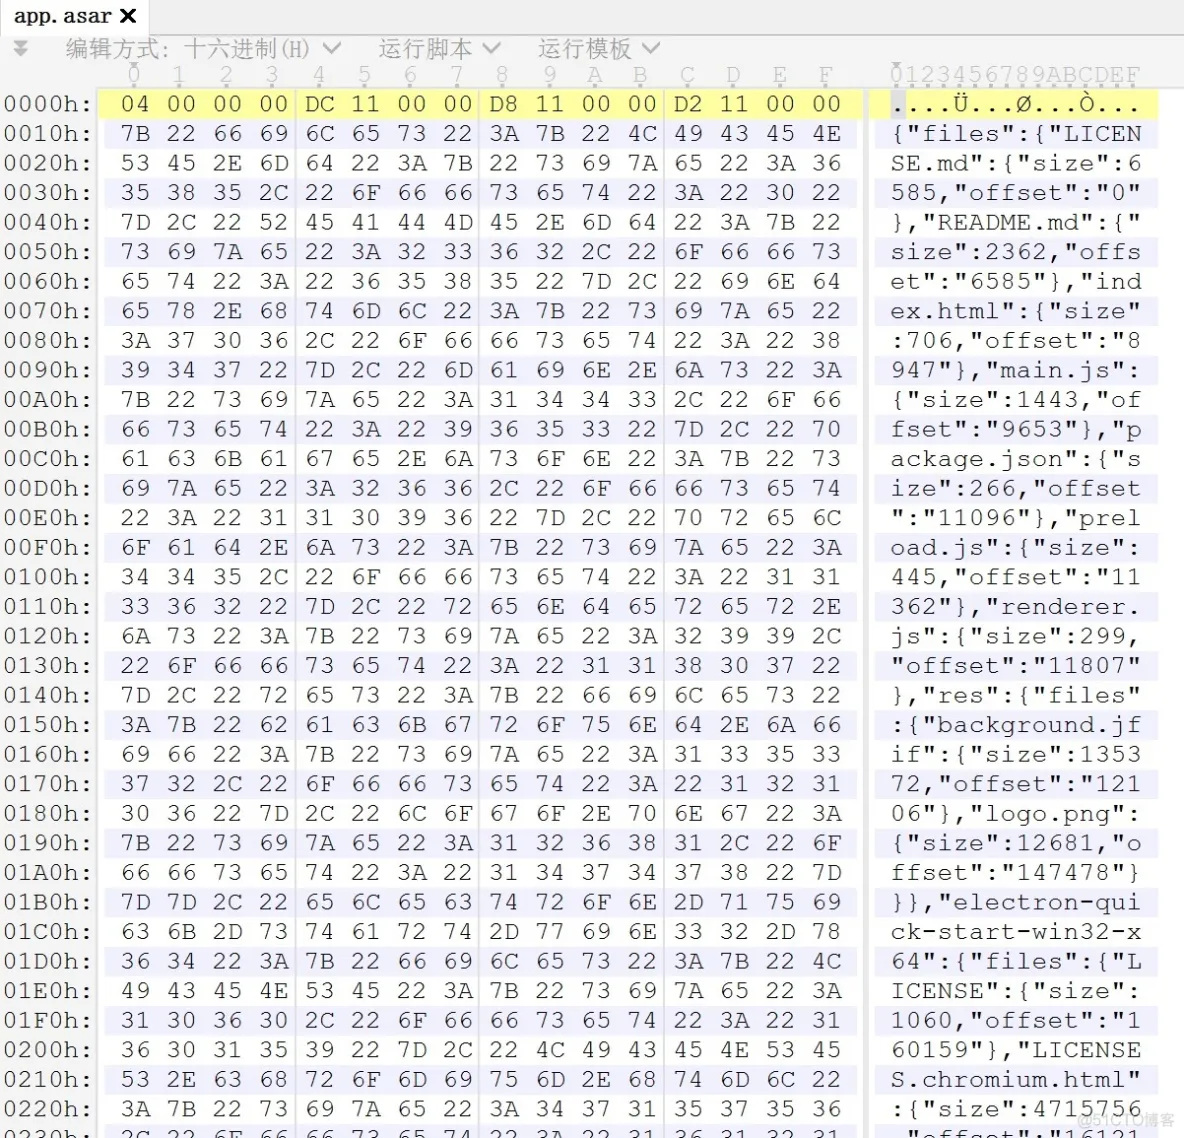 app.asar ✕
编辑方式: 十六进制(H) 运行脚本 运行模板
0 1 2 3 4 5 6 7 8 9 A B C D E F 0123456789ABCDEF
0000h: 04 00 00 00 DC 11 00 00 D8 11 00 00 D2 11 00 00 ....Ü...Ø...Ò...
0010h: 7B 22 66 69 6C 65 73 22 3A 7B 22 4C 49 43 45 4E {"files":{"LICEN
0020h: 53 45 2E 6D 64 22 3A 7B 22 73 69 7A 65 22 3A 36 SE.md":{"size":6
0030h: 35 38 35 2C 22 6F 66 66 73 65 74 22 3A 22 30 22 585,"offset":"0"
0040h: 7D 2C 22 52 45 41 44 4D 45 2E 6D 64 22 3A 7B 22 },"README.md":{"
0050h: 73 69 7A 65 22 3A 32 33 36 32 2C 22 6F 66 66 73 size":2362,"offs
0060h: 65 74 22 3A 22 36 35 38 35 22 7D 2C 22 69 6E 64 et":"6585"},"ind
0070h: 65 78 2E 68 74 6D 6C 22 3A 7B 22 73 69 7A 65 22 ex.html":{"size"
0080h: 3A 37 30 36 2C 22 6F 66 66 73 65 74 22 3A 22 38 :706,"offset":"8
0090h: 39 34 37 22 7D 2C 22 6D 61 69 6E 2E 6A 73 22 3A 947"},"main.js":
00A0h: 7B 22 73 69 7A 65 22 3A 31 34 34 33 2C 22 6F 66 {"size":1443,"of
00B0h: 66 73 65 74 22 3A 22 39 36 35 33 22 7D 2C 22 70 fset":"9653"},"p
00C0h: 61 63 6B 61 67 65 2E 6A 73 6F 6E 22 3A 7B 22 73 ackage.json":{"s
00D0h: 69 7A 65 22 3A 32 36 36 2C 22 6F 66 66 73 65 74 ize":266,"offset
00E0h: 22 3A 22 31 31 30 39 36 22 7D 2C 22 70 72 65 6C ":"11096"},"prel
00F0h: 6F 61 64 2E 6A 73 22 3A 7B 22 73 69 7A 65 22 3A oad.js":{"size":
0100h: 34 34 35 2C 22 6F 66 66 73 65 74 22 3A 22 31 31 445,"offset":"11
0110h: 33 36 32 22 7D 2C 22 72 65 6E 64 65 72 65 72 2E 362"},"renderer.
0120h: 6A 73 22 3A 7B 22 73 69 7A 65 22 3A 32 39 39 2C js":{"size":299,
0130h: 22 6F 66 66 73 65 74 22 3A 22 31 31 38 30 37 22 "offset":"11807"
0140h: 7D 2C 22 72 65 73 22 3A 7B 22 66 69 6C 65 73 22 },"res":{"files"
0150h: 3A 7B 22 62 61 63 6B 67 72 6F 75 6E 64 2E 6A 66 :{"background.jf
0160h: 69 66 22 3A 7B 22 73 69 7A 65 22 3A 31 33 35 33 if":{"size":1353
0170h: 37 32 2C 22 6F 66 66 73 65 74 22 3A 22 31 32 31 72,"offset":"121
0180h: 30 36 22 7D 2C 22 6C 6F 67 6F 2E 70 6E 67 22 3A 06"},"logo.png":
0190h: 7B 22 73 69 7A 65 22 3A 31 32 36 38 31 2C 22 6F {"size":12681,"o
01A0h: 66 66 73 65 74 22 3A 22 31 34 37 34 37 38 22 7D ffset":"147478"}
01B0h: 7D 7D 2C 22 65 6C 65 63 74 72 6F 6E 2D 71 75 69 }},"electron-qui
01C0h: 63 6B 2D 73 74 61 72 74 2D 77 69 6E 33 32 2D 78 ck-start-win32-x
01D0h: 36 34 22 3A 7B 22 66 69 6C 65 73 22 3A 7B 22 4C 64":{"files":{"L
01E0h: 49 43 45 4E 53 45 22 3A 7B 22 73 69 7A 65 22 3A ICENSE":{"size":
01F0h: 31 30 36 30 2C 22 6F 66 66 73 65 74 22 3A 22 31 1060,"offset":"1
0200h: 36 30 31 35 39 22 7D 2C 22 4C 49 43 45 4E 53 45 60159"},"LICENSE
0210h: 53 2E 63 68 72 6F 6D 69 75 6D 2E 68 74 6D 6C 22 S.chromium.html"
0220h: 3A 7B 22 73 69 7A 65 22 3A 34 37 31 35 37 35 36 :{"size":4715756
0230h: 2C 22 6F 66 66 73 65 74 22 3A 22 31 36 31 32 31 ,"offset":"161
@51CTO博客